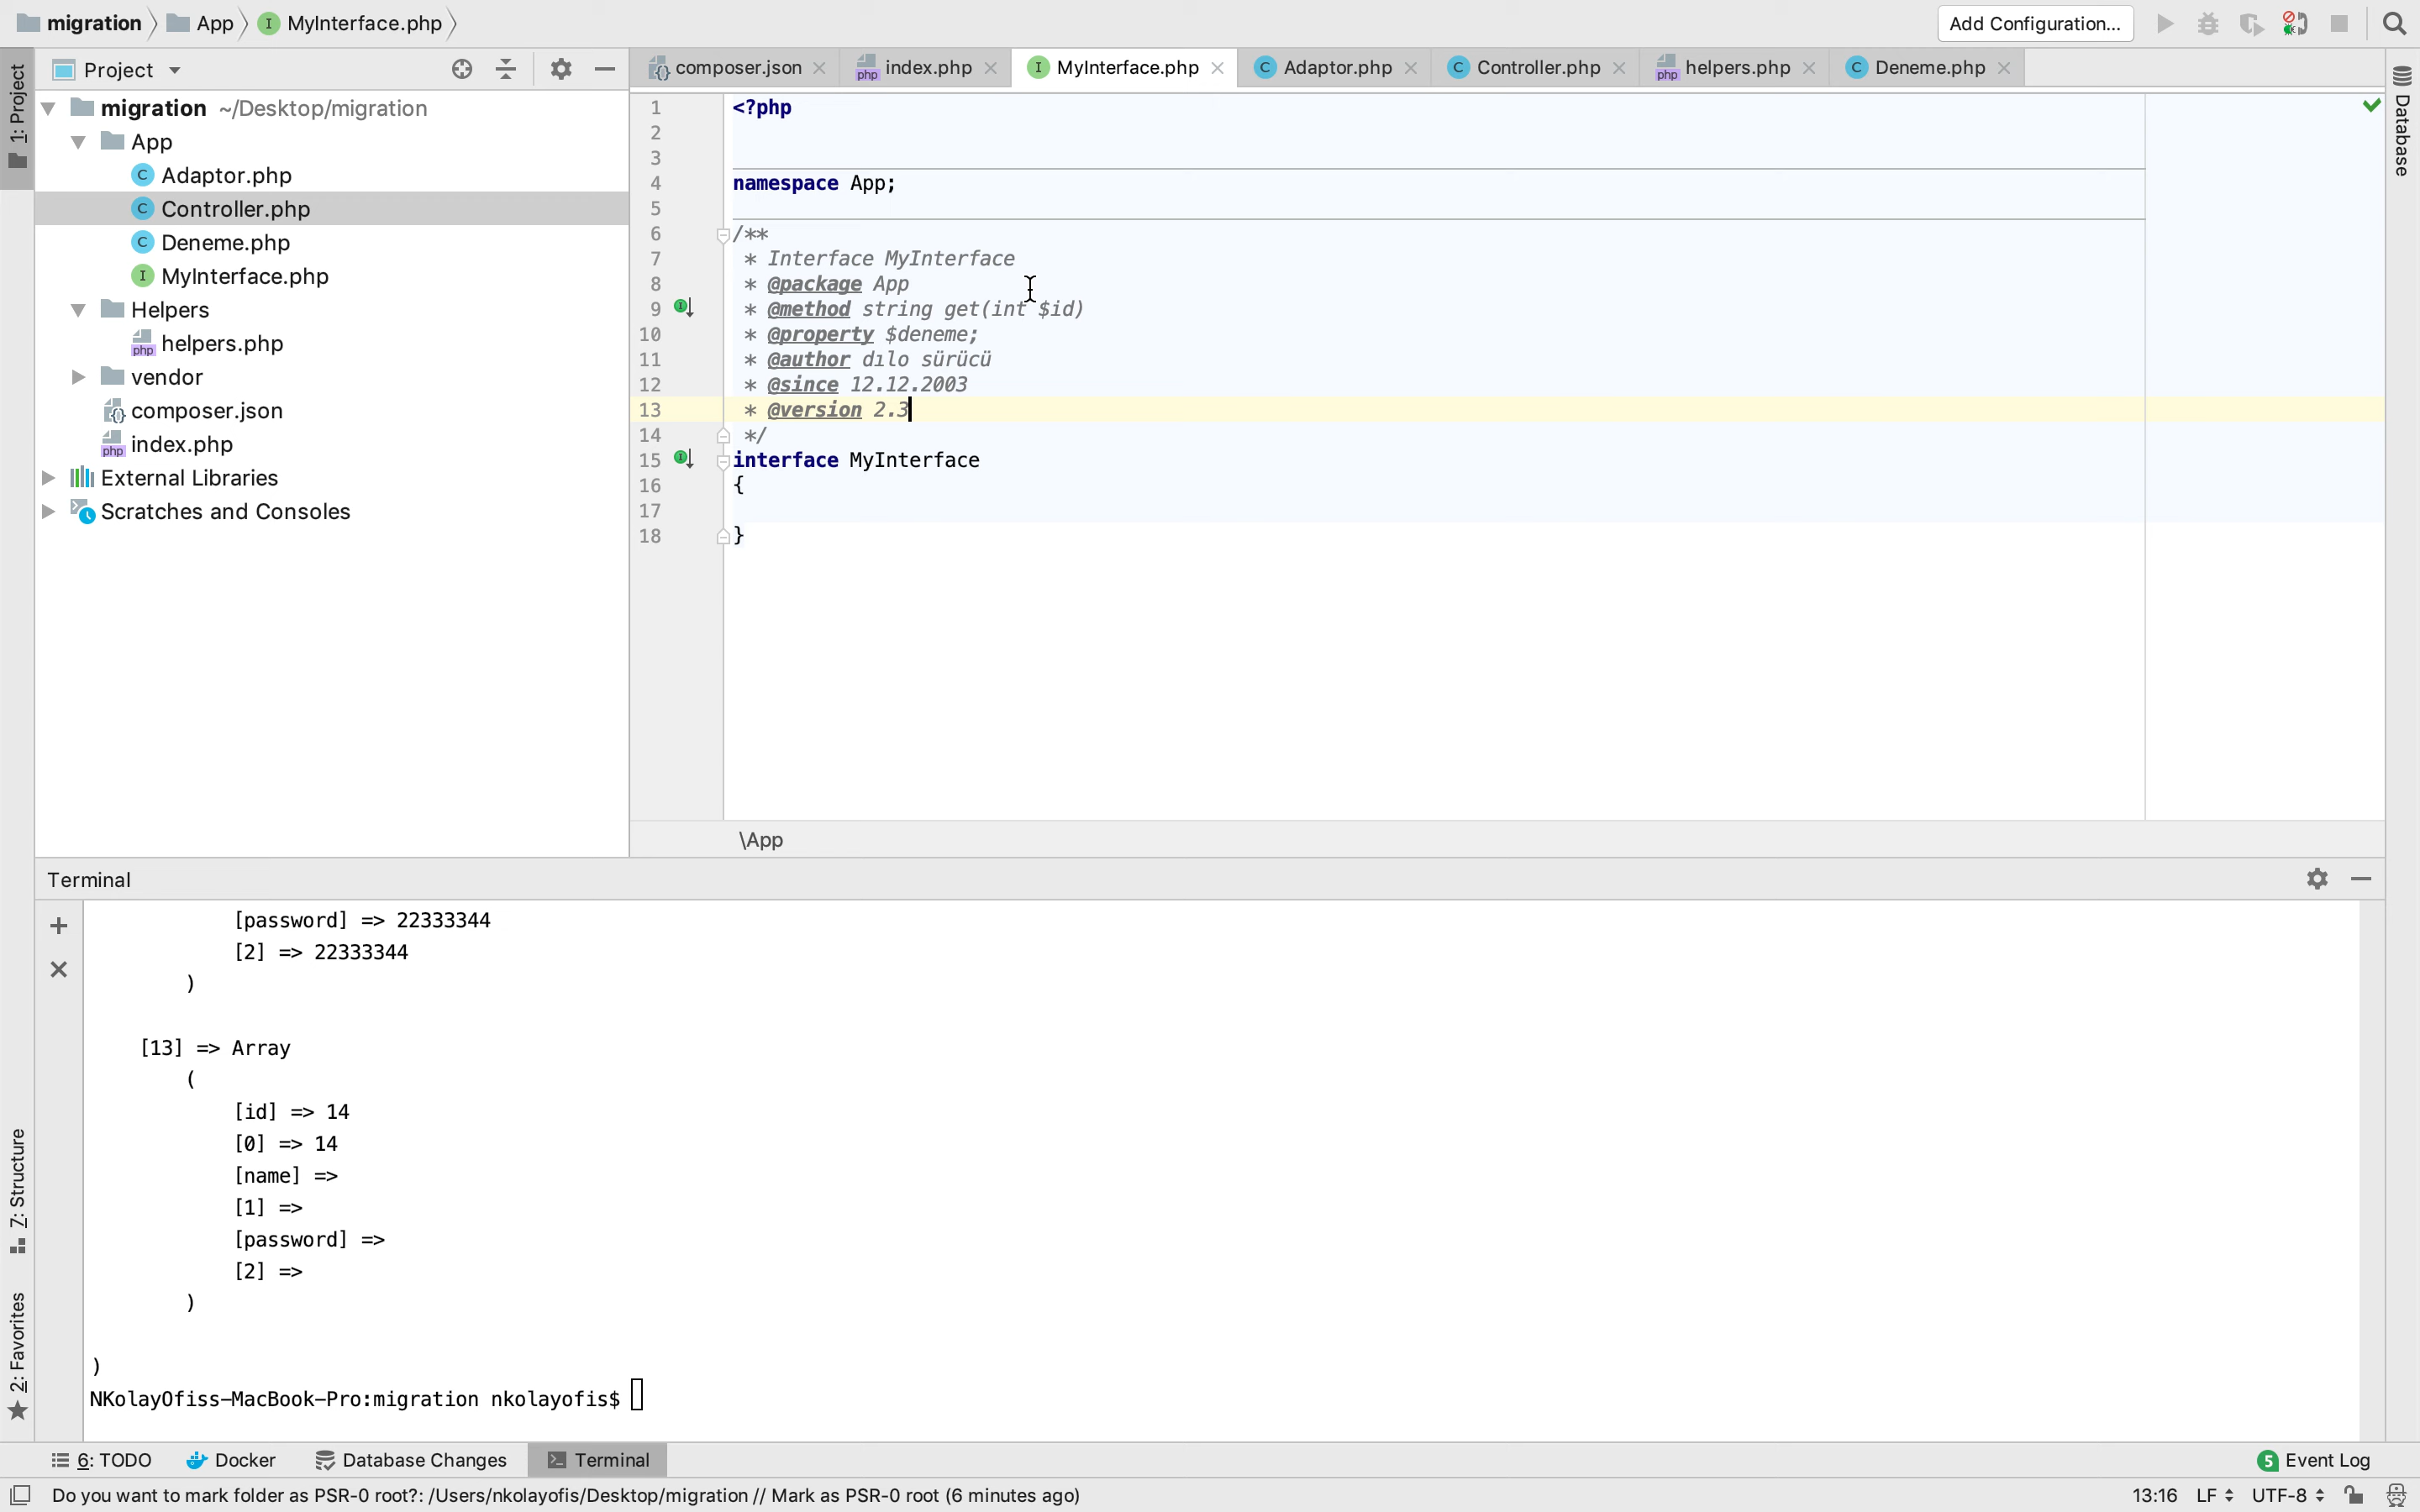 migration App MyInterface.php Add Configuration...
1: Project
Project
composer.json index.php MyInterface.php Adaptor.php Controller.php helpers.php Deneme.php
Database
migration ~/Desktop/migration
App
Adaptor.php
Controller.php
Deneme.php
MyInterface.php
Helpers
helpers.php
vendor
composer.json
index.php
External Libraries
Scratches and Consoles
1 <?php
2
3
4 namespace App;
5
6 /**
7 * Interface MyInterface
8 * @package App
9 * @method string get(int $id)
10 * @property $deneme;
11 * @author dılo sürücü
12 * @since 12.12.2003
13 * @version 2.3
14 */
15 interface MyInterface
16 {
17
18 }
\App
Terminal
[password] => 22333344
[2] => 22333344
)
[13] => Array
(
[id] => 14
[0] => 14
[name] =>
[1] =>
[password] =>
[2] =>
)
)
NKolayOfiss-MacBook-Pro:migration nkolayofis$
7: Structure
2: Favorites
6: TODO Docker Database Changes Terminal 5 Event Log
Do you want to mark folder as PSR-0 root?: /Users/nkolayofis/Desktop/migration // Mark as PSR-0 root (6 minutes ago) 13:16 LF UTF-8